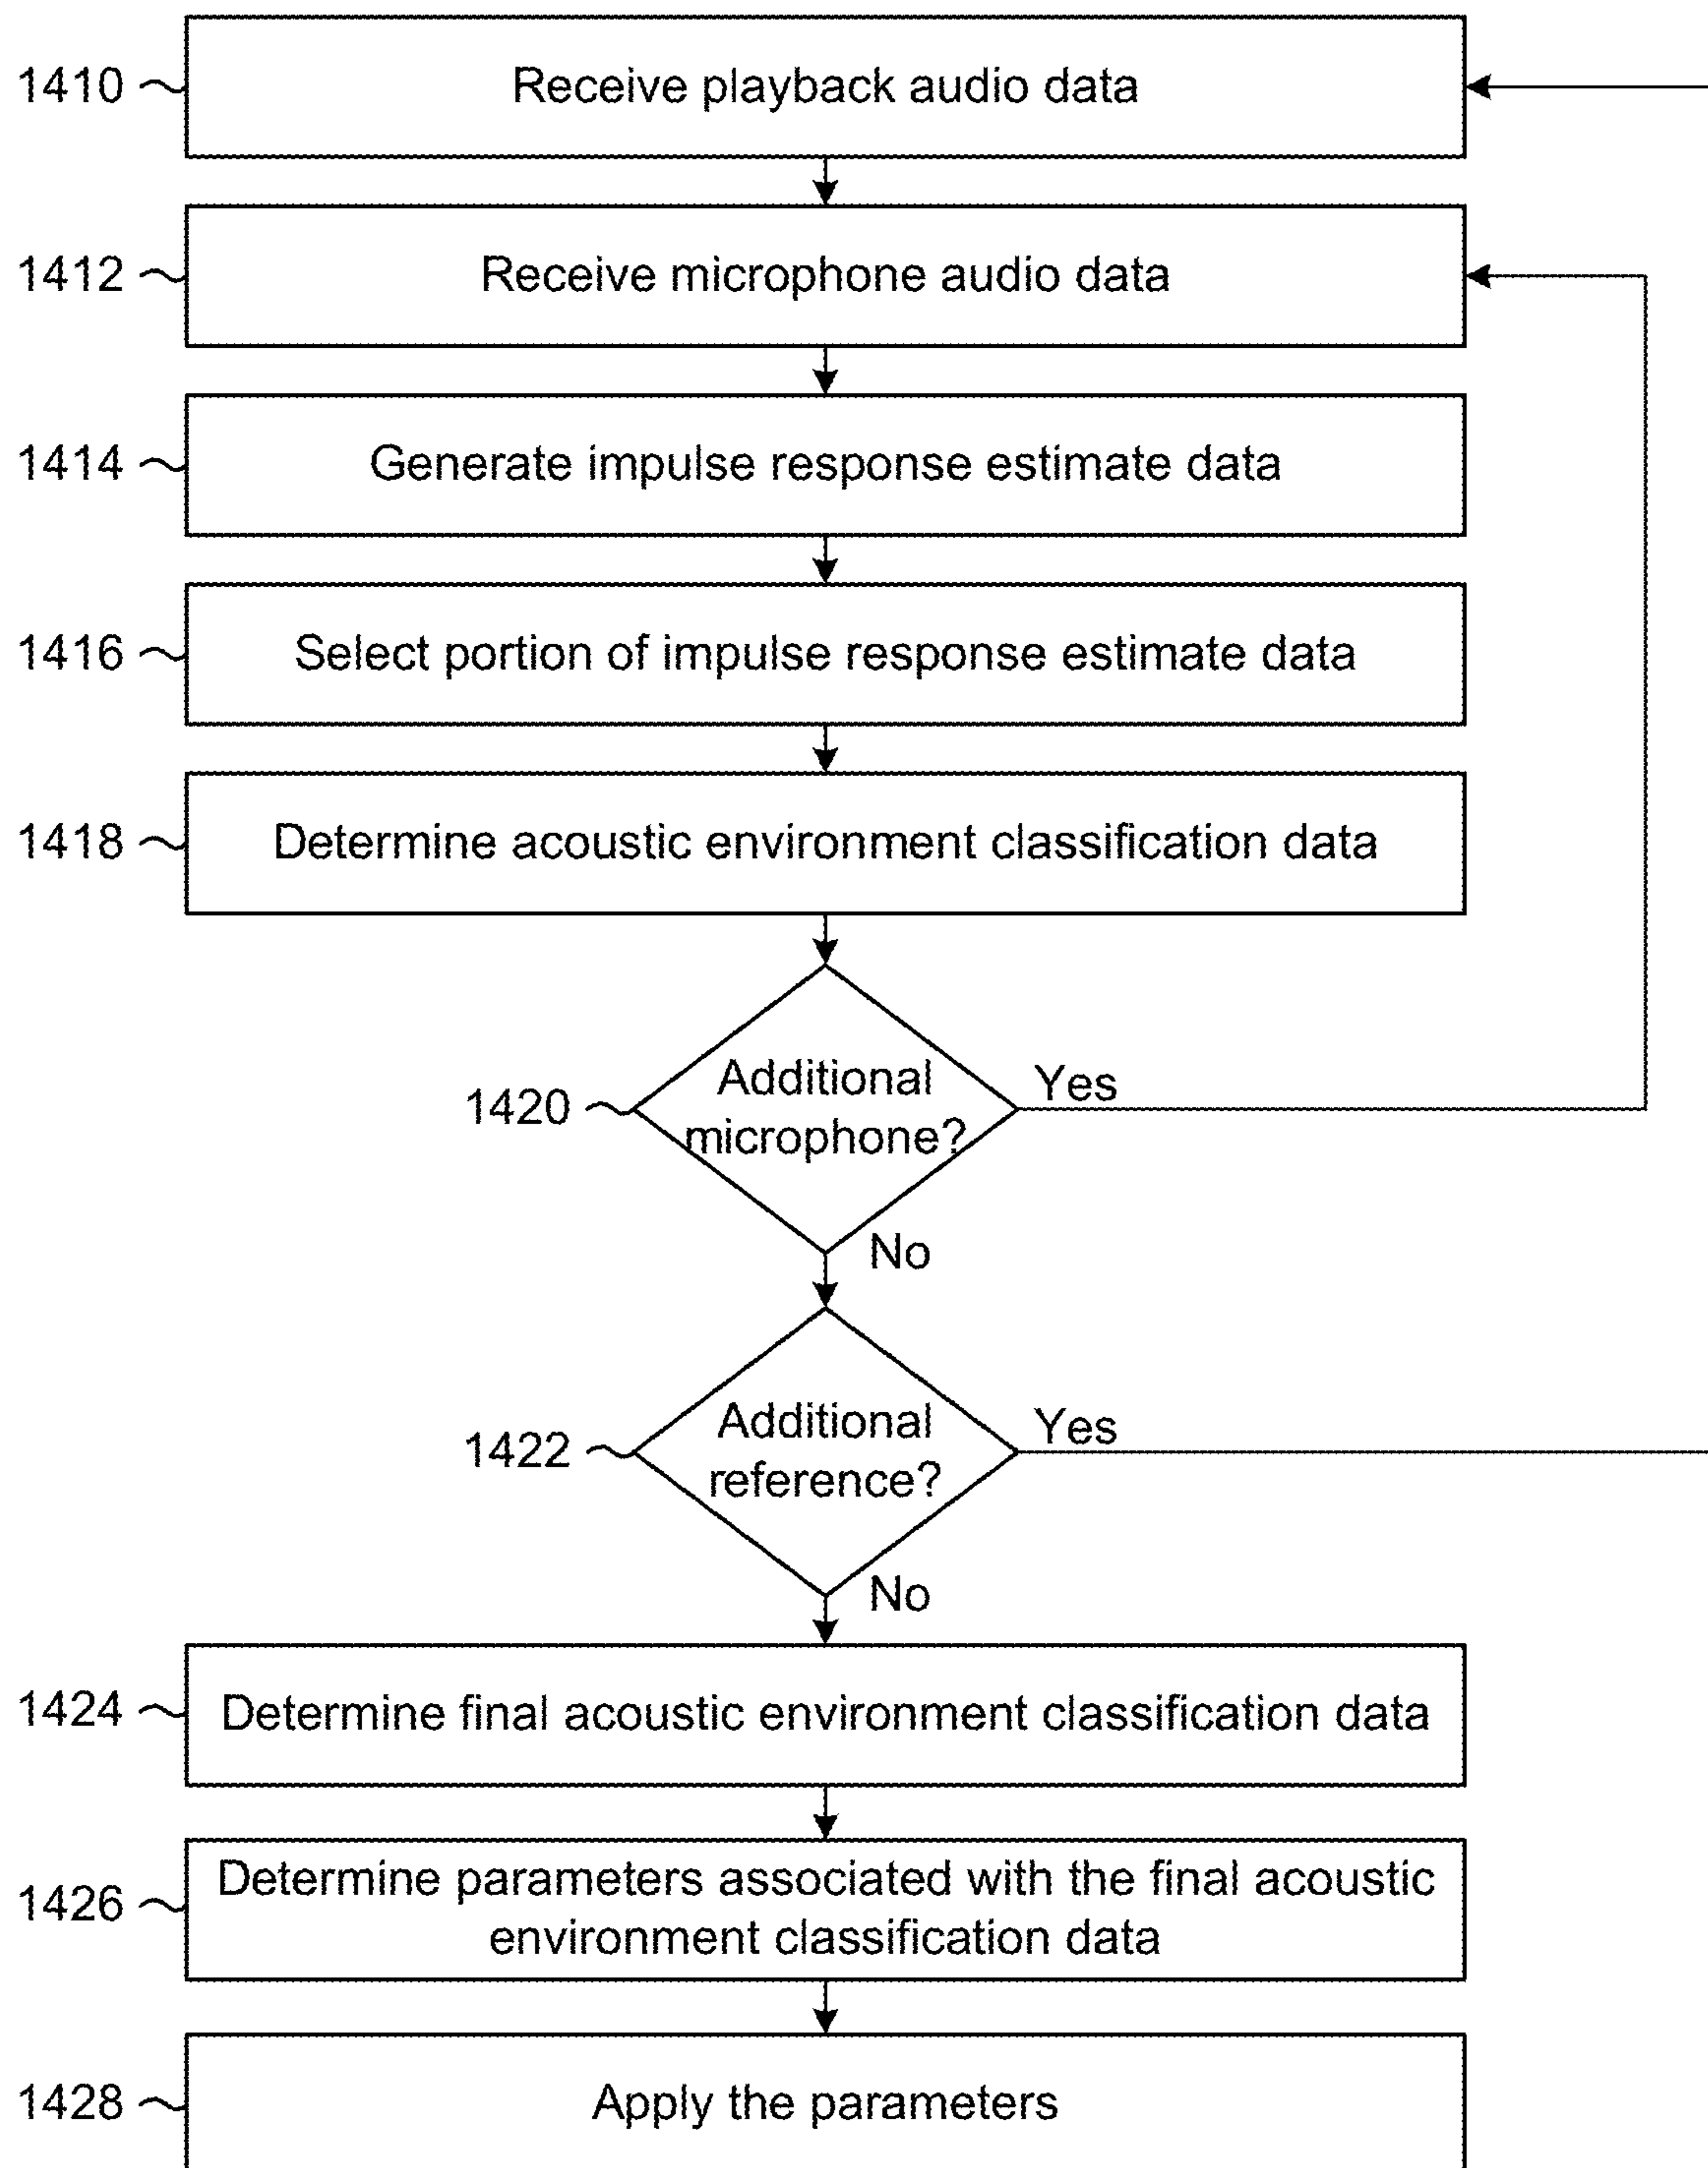 1410 Receive playback audio data
1412 Receive microphone audio data
1414 Generate impulse response estimate data
1416 Select portion of impulse response estimate data
1418 Determine acoustic environment classification data
Additional
1420 microphone?
Yes
No
Additional
1422 reference?
Yes
No
1424 Determine final acoustic environment classification data
1426 Determine parameters associated with the final acoustic
environment classification data
1428 Apply the parameters